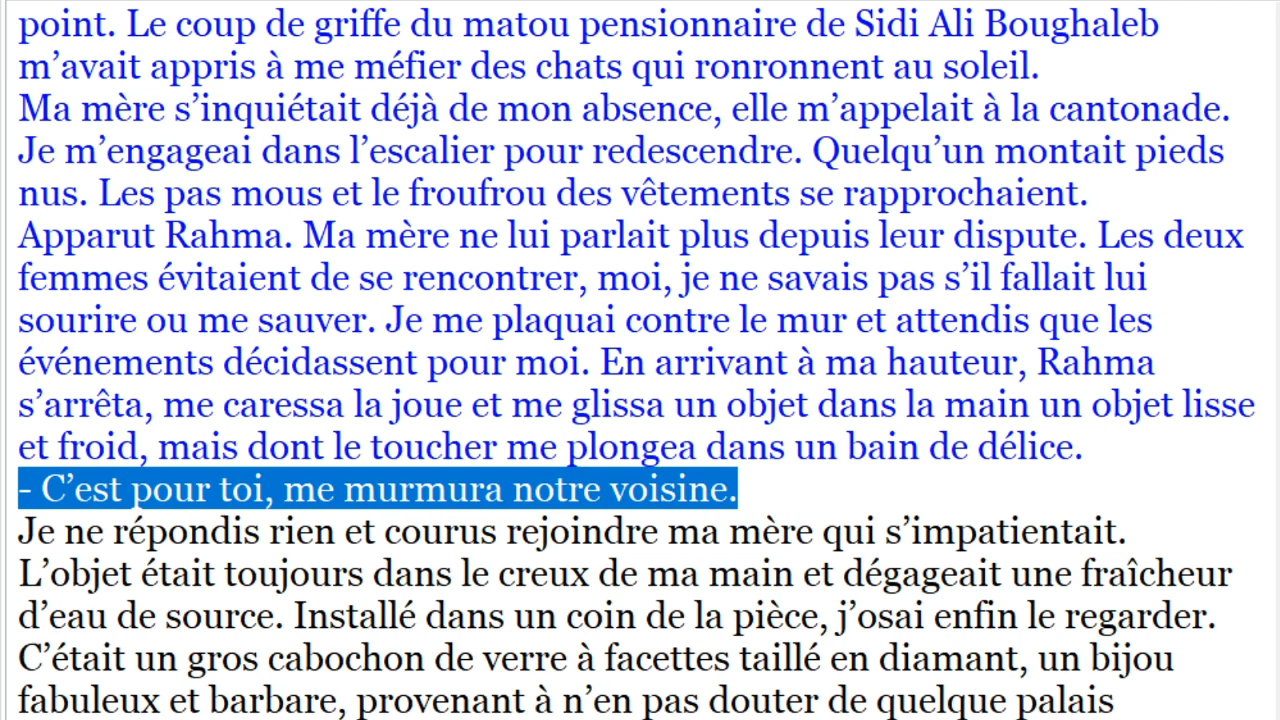 point. Le coup de griffe du matou pensionnaire de Sidi Ali Boughaleb
m’avait appris à me méfier des chats qui ronronnent au soleil.
Ma mère s’inquiétait déjà de mon absence, elle m’appelait à la cantonade.
Je m’engageai dans l’escalier pour redescendre. Quelqu’un montait pieds
nus. Les pas mous et le froufrou des vêtements se rapprochaient.
Apparut Rahma. Ma mère ne lui parlait plus depuis leur dispute. Les deux
femmes évitaient de se rencontrer, moi, je ne savais pas s’il fallait lui
sourire ou me sauver. Je me plaquai contre le mur et attendis que les
événements décidassent pour moi. En arrivant à ma hauteur, Rahma
s’arrêta, me caressa la joue et me glissa un objet dans la main un objet lisse
et froid, mais dont le toucher me plongea dans un bain de délice.
- C’est pour toi, me murmura notre voisine.
Je ne répondis rien et courus rejoindre ma mère qui s’impatientait.
L’objet était toujours dans le creux de ma main et dégageait une fraîcheur
d’eau de source. Installé dans un coin de la pièce, j’osai enfin le regarder.
C’était un gros cabochon de verre à facettes taillé en diamant, un bijou
fabuleux et barbare, provenant à n’en pas douter de quelque palais